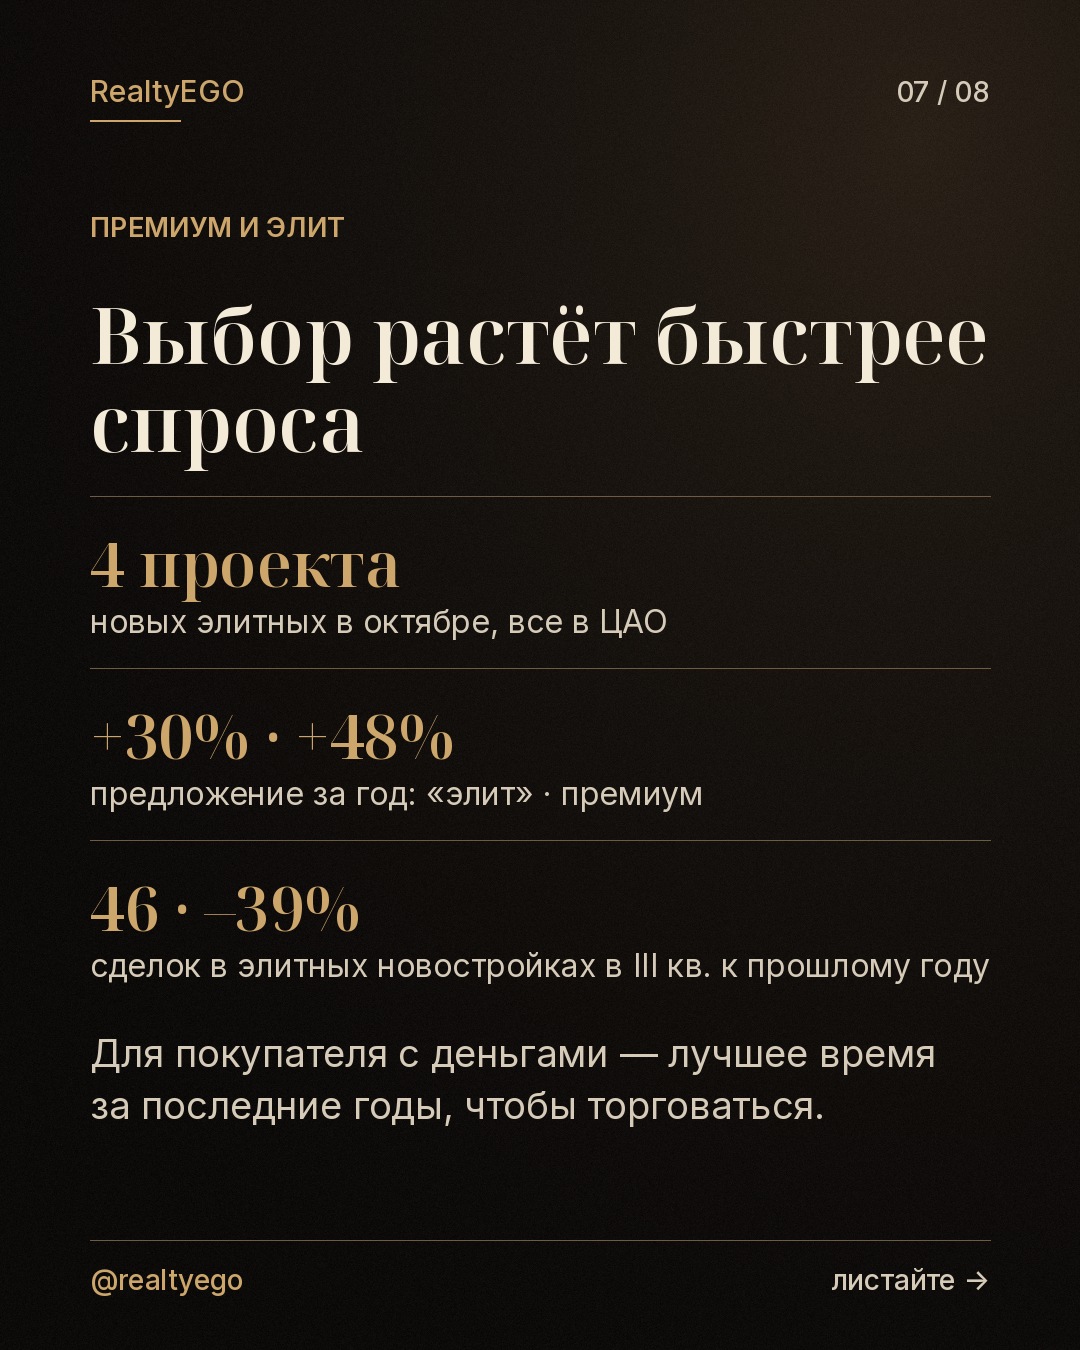 RealtyEGO
07 / 08
ПРЕМИУМ И ЭЛИТ
Выбор растёт быстрее
спроса
4 проекта
новых элитных в октябре, все в ЦАО
+30% · +48%
предложение за год: «элит» · премиум
46 · –39%
сделок в элитных новостройках в III кв. к прошлому году
Для покупателя с деньгами — лучшее время
за последние годы, чтобы торговаться.
@realtyego
листайте →